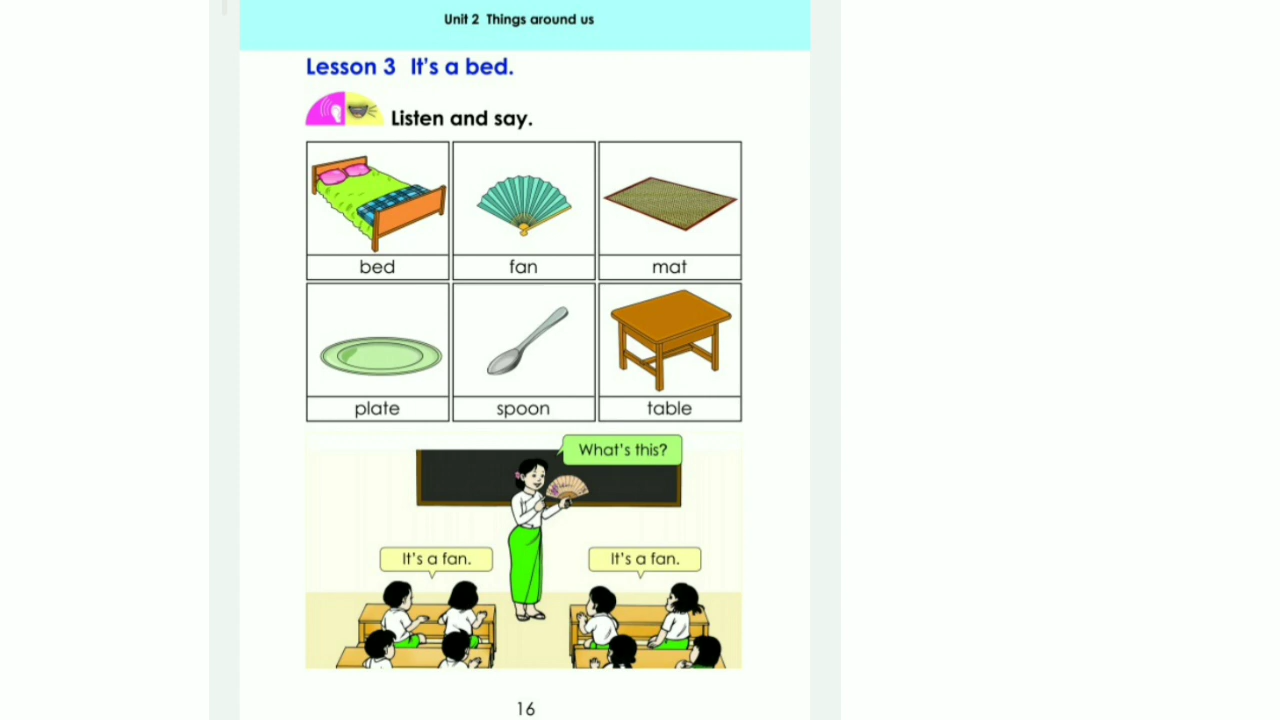 Unit 2 Things around us
Lesson 3 It's a bed.
Listen and say.
bed
fan
mat
plate
spoon
table
What's this?
It's a fan.
It's a fan.
16